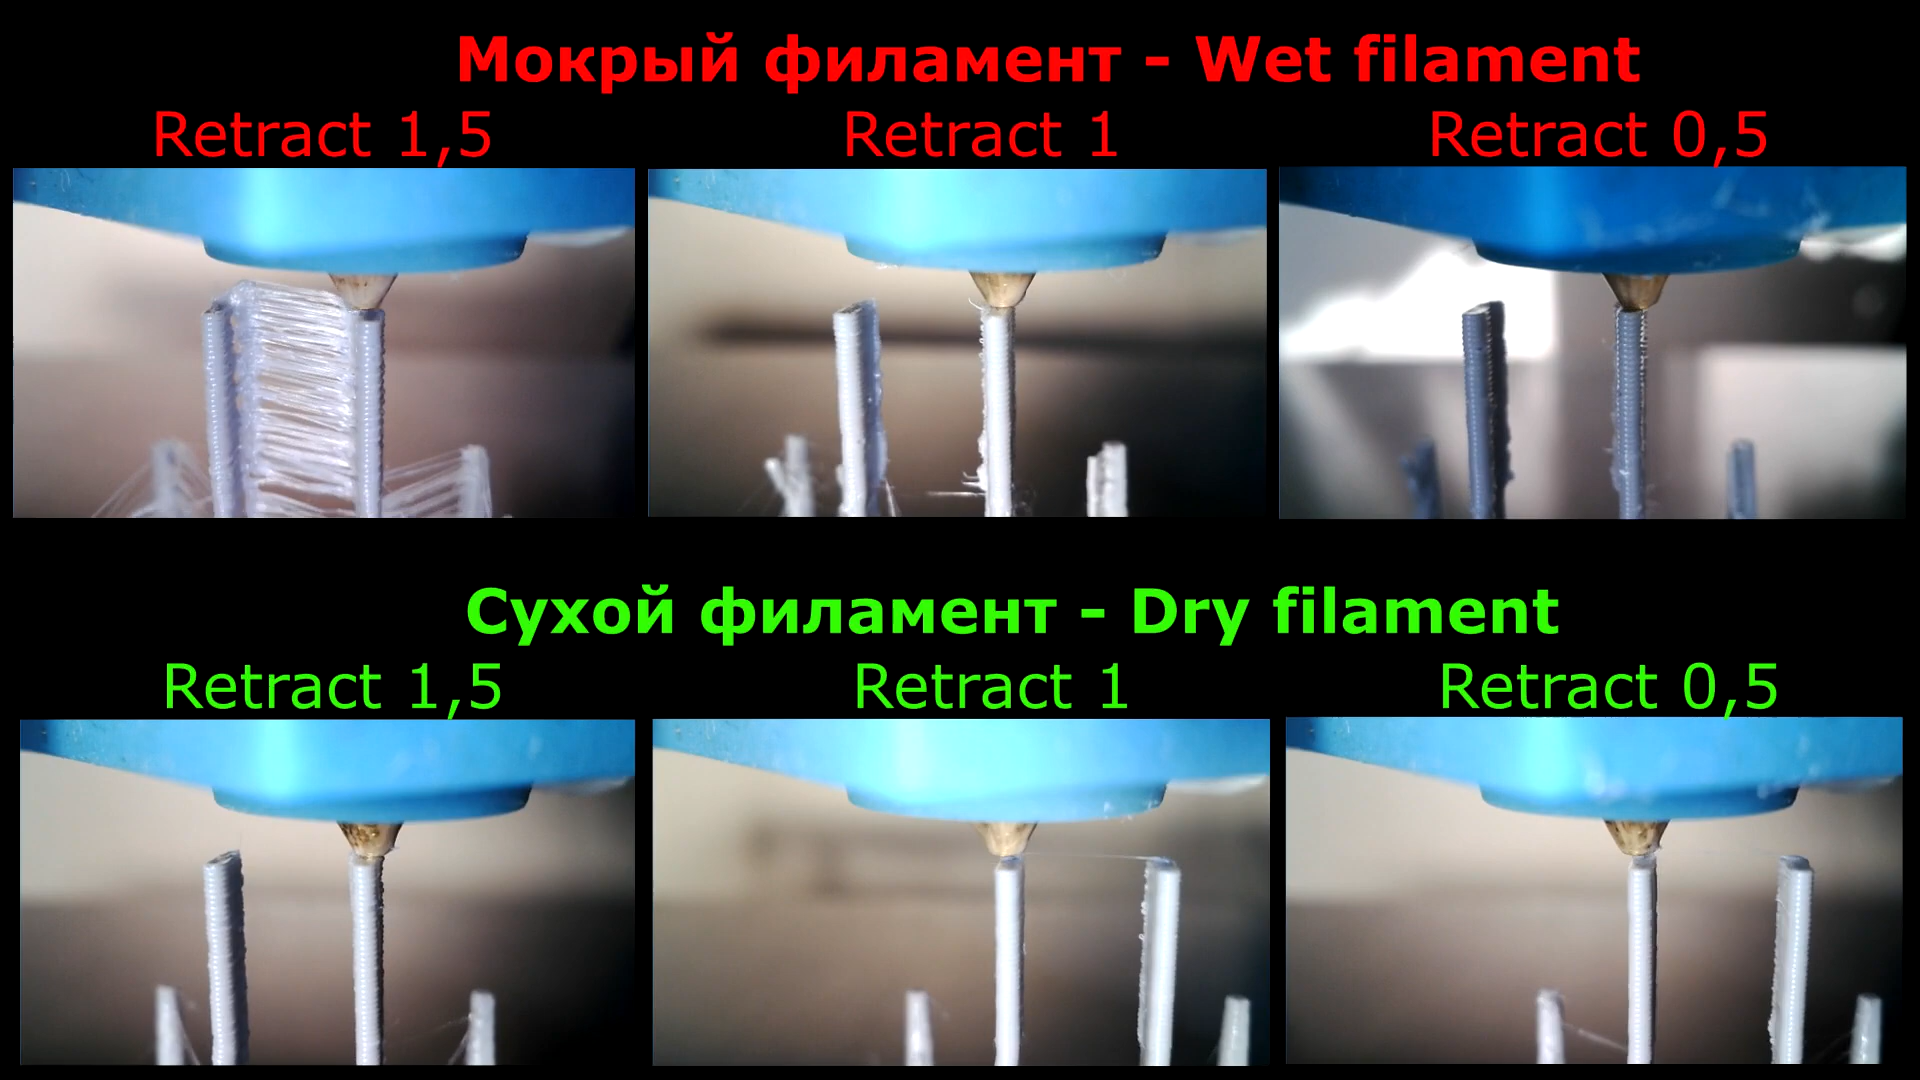 Мокрый филамент - Wet filament
Retract 1,5
Retract 1
Retract 0,5
Сухой филамент - Dry filament
Retract 1,5
Retract 1
Retract 0,5